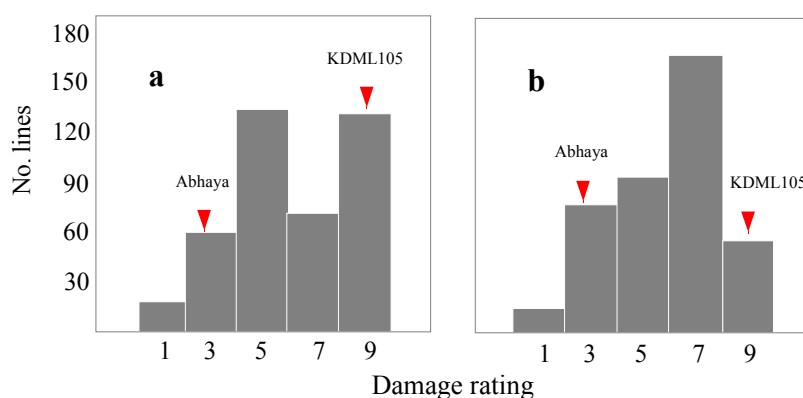 180
150
120
90
60
30
No. lines
a
Abhaya
KDML105
1 3 5 7 9
b
Abhaya
KDML105
1 3 5 7 9
Damage rating